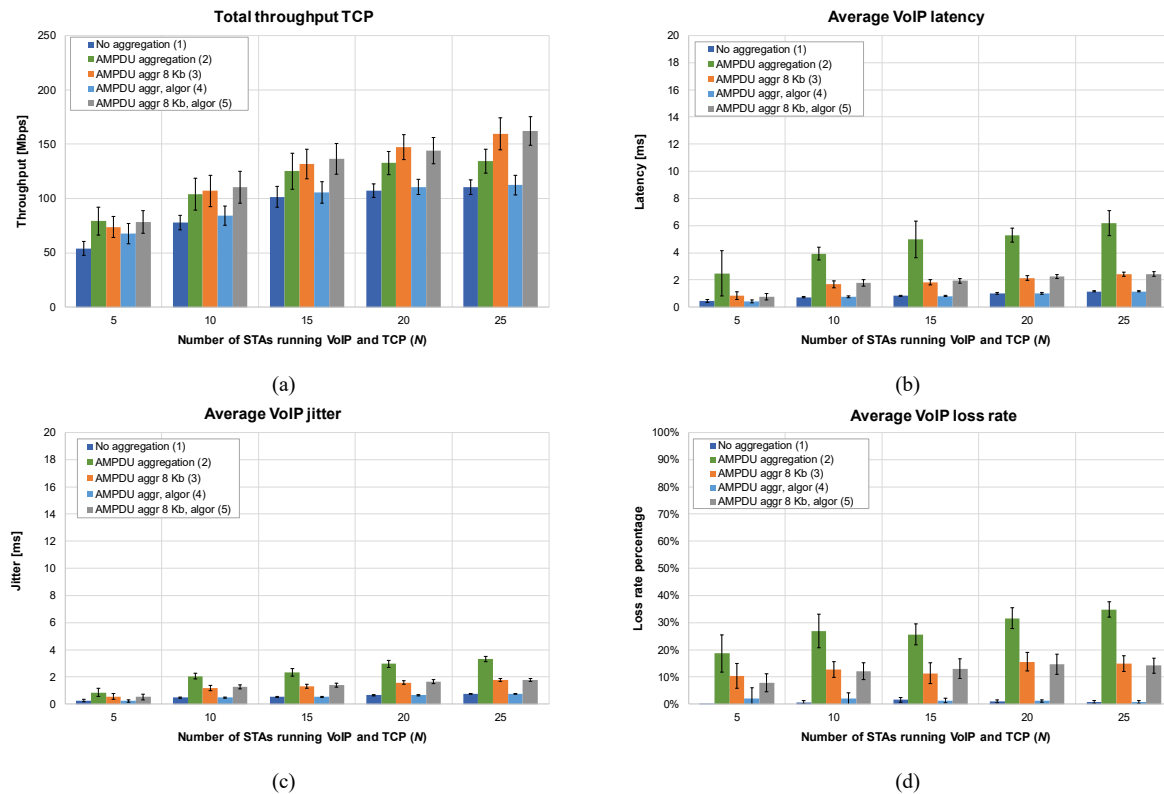 Total throughput TCP
250
200
150
100
50
0
Throughput [Mbps]
No aggregation (1)
AMPDU aggregation (2)
AMPDU aggr 8 Kb (3)
AMPDU aggr, algor (4)
AMPDU aggr 8 Kb, algor (5)
5 10 15 20 25
Number of STAs running VoIP and TCP (N)
(a)
Average VoIP latency
20
18
16
14
12
10
8
6
4
2
0
Latency [ms]
No aggregation (1)
AMPDU aggregation (2)
AMPDU aggr 8 Kb (3)
AMPDU aggr, algor (4)
AMPDU aggr 8 Kb, algor (5)
5 10 15 20 25
Number of STAs running VoIP and TCP (N)
(b)
Average VoIP jitter
20
18
16
14
12
10
8
6
4
2
0
Jitter [ms]
No aggregation (1)
AMPDU aggregation (2)
AMPDU aggr 8 Kb (3)
AMPDU aggr, algor (4)
AMPDU aggr 8 Kb, algor (5)
5 10 15 20 25
Number of STAs running VoIP and TCP (N)
(c)
Average VoIP loss rate
100%
90%
80%
70%
60%
50%
40%
30%
20%
10%
0%
Loss rate percentage
No aggregation (1)
AMPDU aggregation (2)
AMPDU aggr 8 Kb (3)
AMPDU aggr, algor (4)
AMPDU aggr 8 Kb, algor (5)
5 10 15 20 25
Number of STAs running VoIP and TCP (N)
(d)